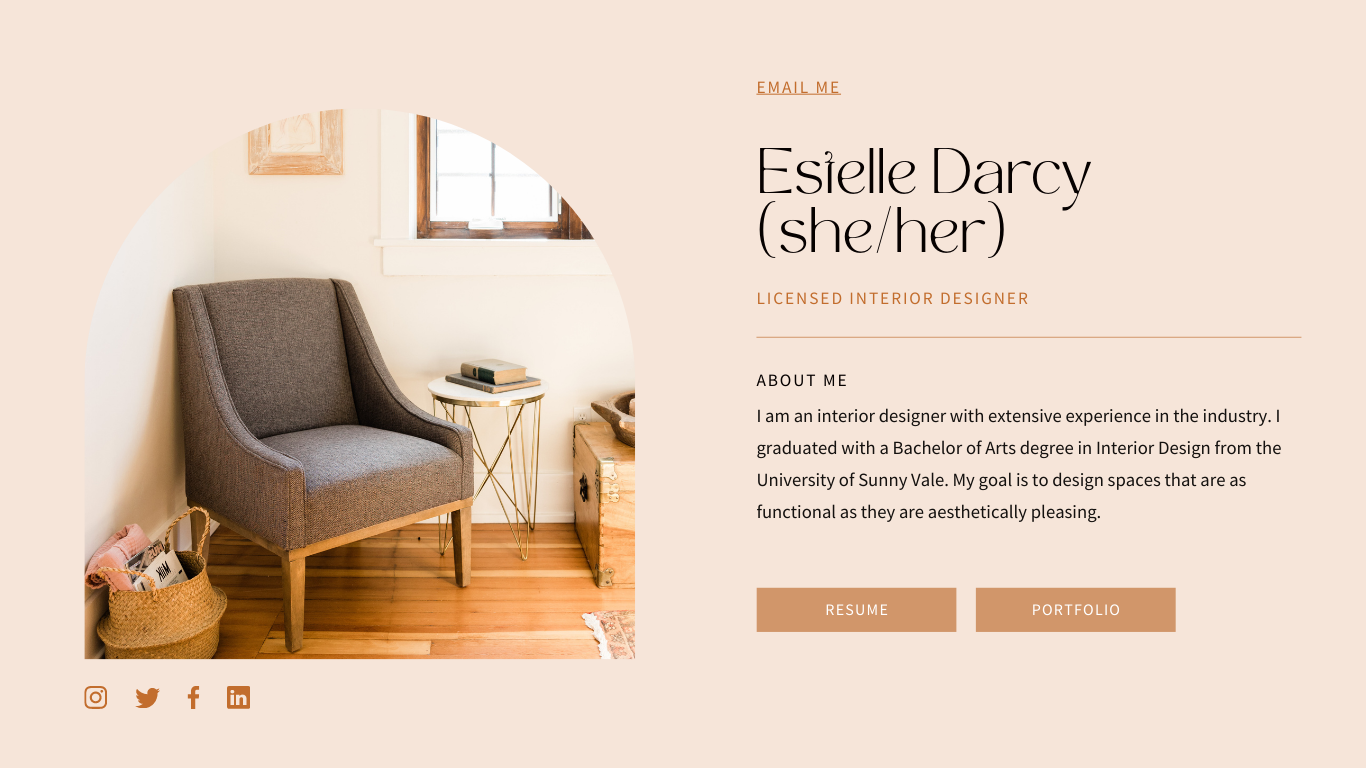 EMAIL ME
Estelle Darcy
(she/her)
LICENSED INTERIOR DESIGNER
ABOUT ME
I am an interior designer with extensive experience in the industry. I
graduated with a Bachelor of Arts degree in Interior Design from the
University of Sunny Vale. My goal is to design spaces that are as
functional as they are aesthetically pleasing.
RESUME
PORTFOLIO
in